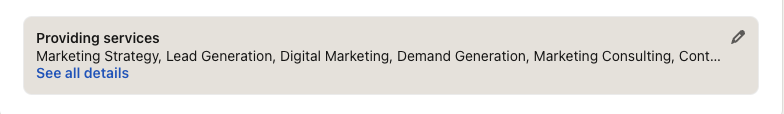 Providing services
Marketing Strategy, Lead Generation, Digital Marketing, Demand Generation, Marketing Consulting, Cont...
See all details